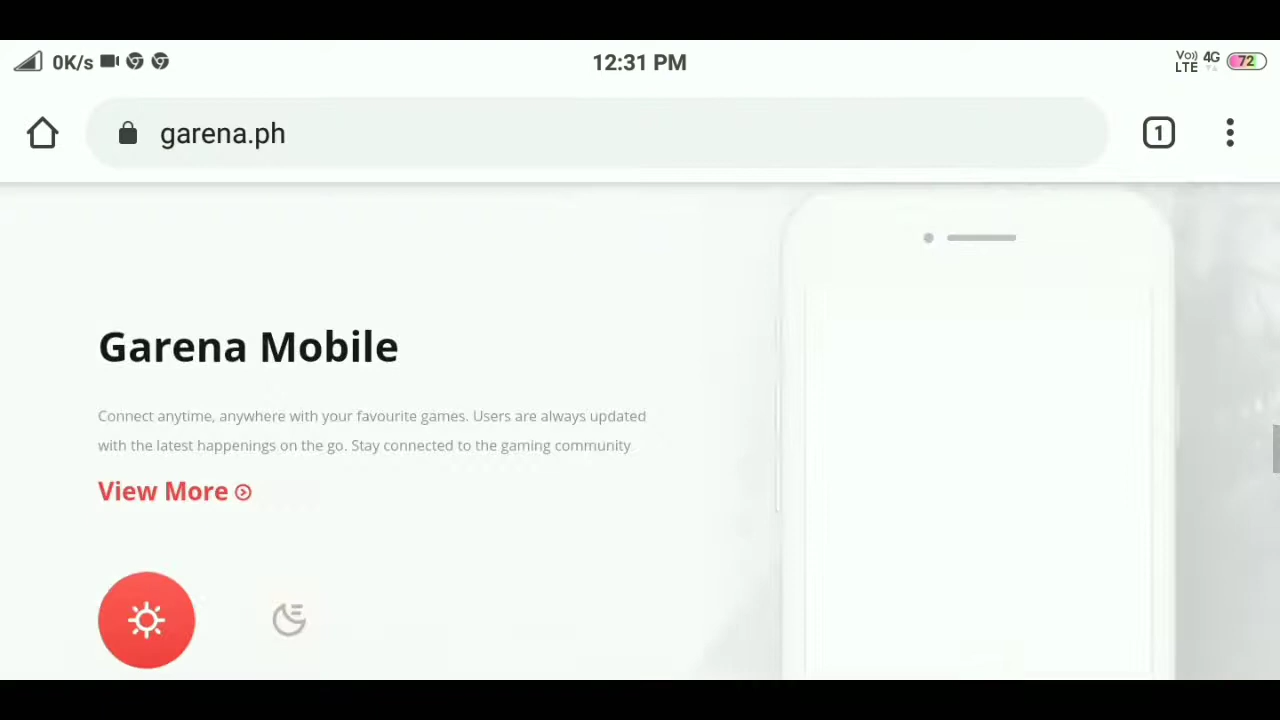 0K/s
12:31 PM
Vo)) LTE 4G 72
garena.ph
1
Garena Mobile
Connect anytime, anywhere with your favourite games. Users are always updated
with the latest happenings on the go. Stay connected to the gaming community
View More